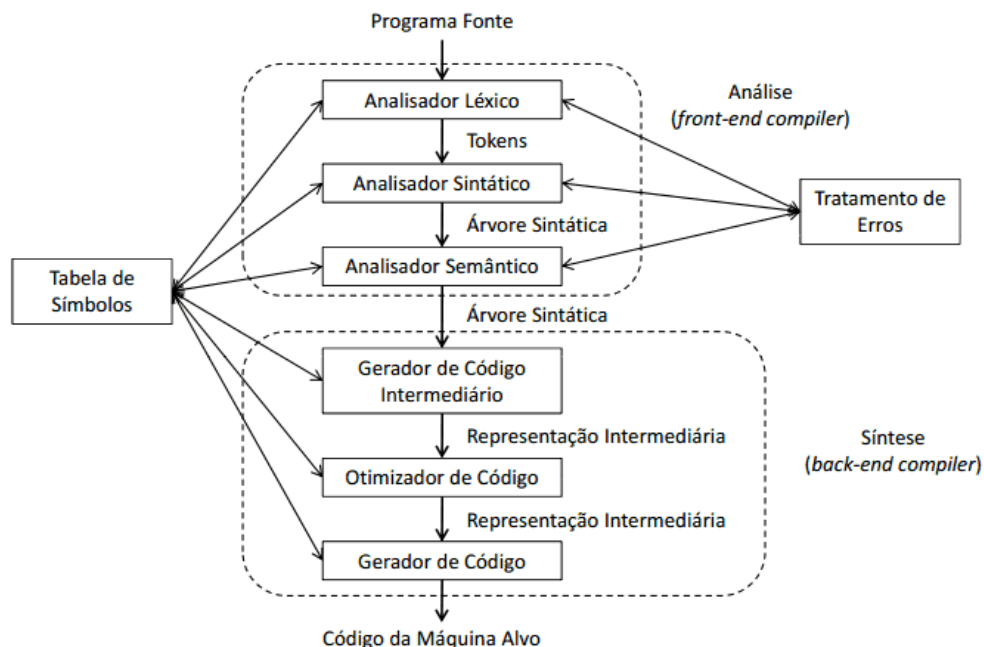 Programa Fonte
Analisador Léxico
Análise
(front-end compiler)
Tokens
Analisador Sintático
Tratamento de
Erros
Árvore Sintática
Analisador Semântico
Tabela de
Símbolos
Árvore Sintática
Gerador de Código
Intermediário
Representação Intermediária
Síntese
(back-end compiler)
Otimizador de Código
Representação Intermediária
Gerador de Código
Código da Máquina Alvo